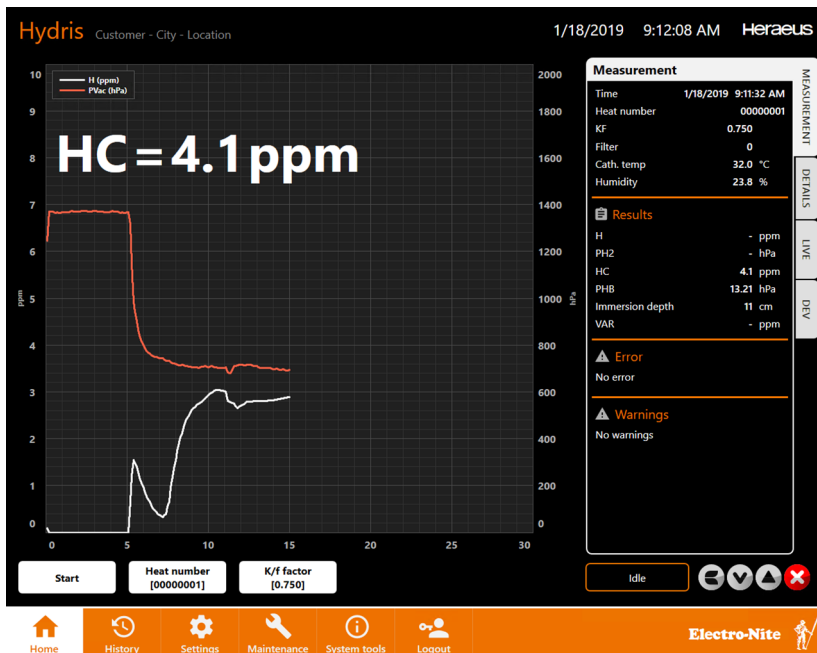 Hydris Customer - City - Location 1/18/2019 9:12:08 AM Heraeus
H (ppm)
PVac (hPa)
HC = 4.1 ppm
10
9
8
7
6
5
4
3
2
1
0
ppm
2000
1800
1600
1400
1200
1000
800
600
400
200
0
hPa
0 5 10 15 20 25 30
Measurement
Time 1/18/2019 9:11:32 AM
Heat number 00000001
KF 0.750
Filter 0
Cath. temp 32.0 °C
Humidity 23.8 %
Results
H - ppm
PH2 - hPa
HC 4.1 ppm
PHB 13.21 hPa
Immersion depth 11 cm
VAR - ppm
Error
No error
Warnings
No warnings
MEASUREMENT
DETAILS
LIVE
DEV
Start
Heat number
[00000001]
K/f factor
[0.750]
Idle
Home History Settings Maintenance System tools Logout
Electro-Nite